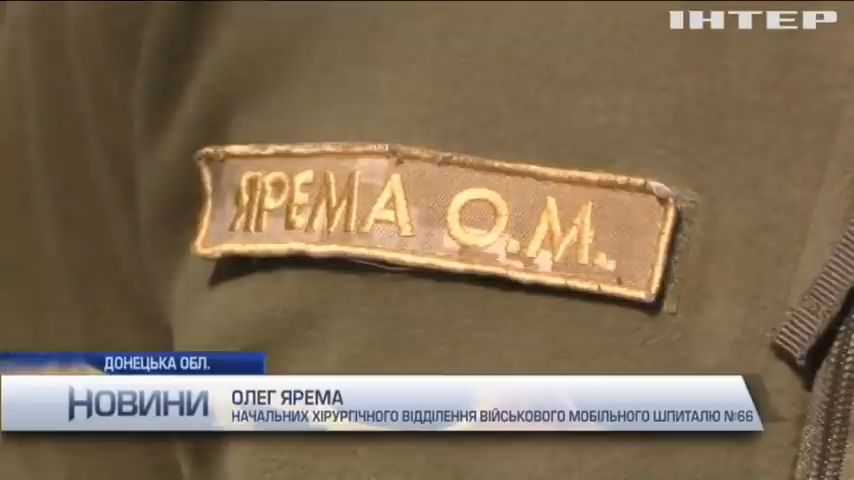 ІНТЕР
ЯРЕМА О.М.
ДОНЕЦЬКА ОБЛ.
НОВИНИ
ОЛЕГ ЯРЕМА
НАЧАЛЬНИХ ХІРУРГІЧНОГО ВІДДІЛЕННЯ ВІЙСЬКОВОГО МОБІЛЬНОГО ШПИТАЛЮ №66